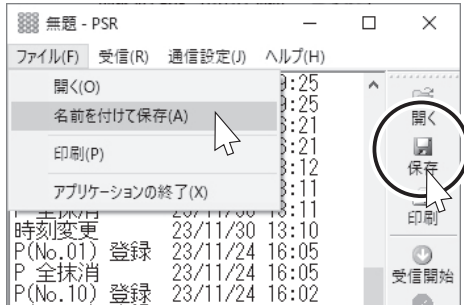 無題 - PSR
ファイル(F) 受信(R) 通信設定(J) ヘルプ(H)
開く(O)
名前を付けて保存(A)
印刷(P)
アプリケーションの終了(X)
:25
:25
:21
:21
:12
:11
23/11/30 13:11
時刻変更 23/11/30 13:10
P(No.01) 登録 23/11/24 16:05
P 全抹消 23/11/24 16:05
P(No.10) 登録 23/11/24 16:02
開く
保存
印刷
受信開始